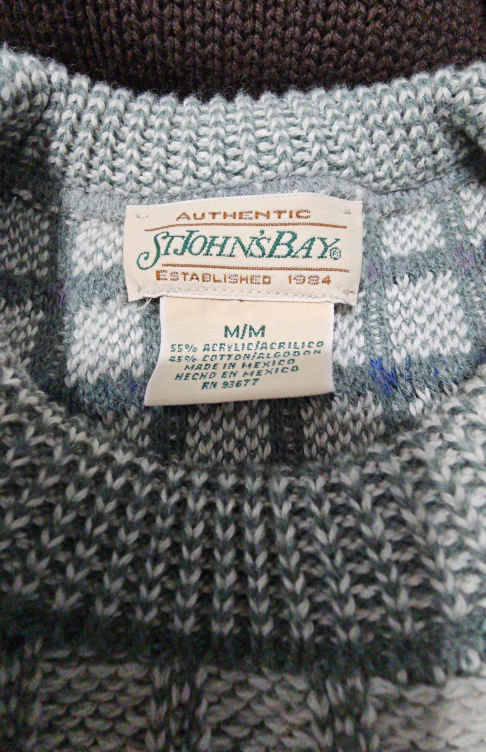 AUTHENTIC
ST.JOHN'S BAY®
ESTABLISHED 1984
M/M
55% ACRYLIC/ACRILICO
45% COTTON/ALGODON
MADE IN MEXICO
HECHO EN MEXICO
RN 93677